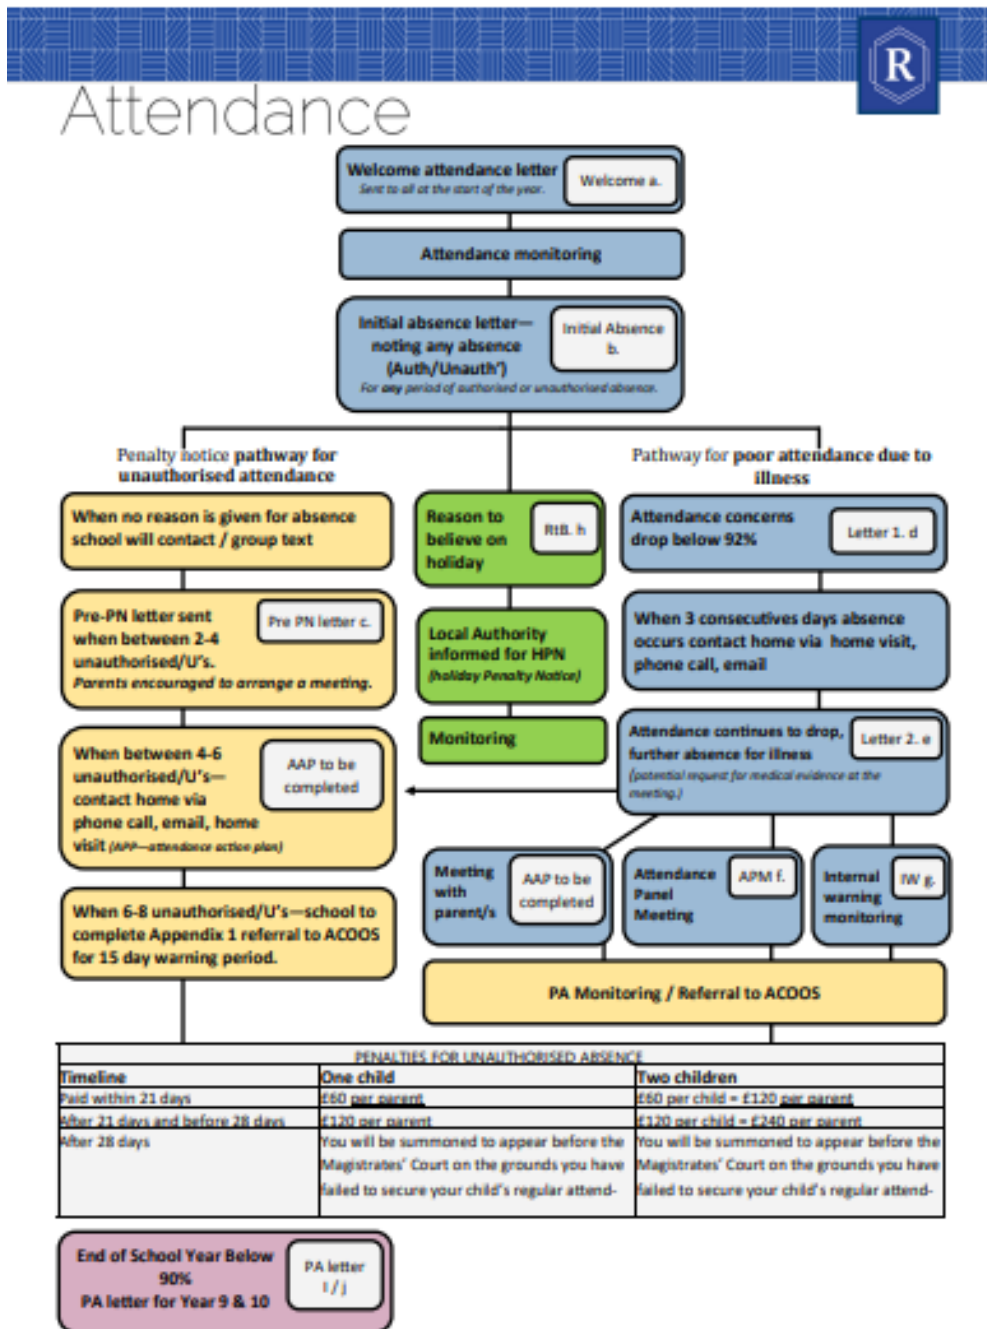 R
Attendance
Welcome attendance letter
Sent to all at the start of the year.
Welcome a.
Attendance monitoring
Initial absence letter—
noting any absence
(Auth/Unauth’)
For any period of authorised or unauthorised absence.
Initial Absence
b.
Penalty notice pathway for
unauthorised attendance
When no reason is given for absence
school will contact / group text
Pre-PN letter sent
when between 2-4
unauthorised/U’s.
Parents encouraged to arrange a meeting.
Pre PN letter c.
When between 4-6
unauthorised/U’s—
contact home via
phone call, email, home
visit (APP—attendance action plan)
AAP to be
completed
When 6-8 unauthorised/U’s—school to
complete Appendix 1 referral to ACOOS
for 15 day warning period.
Reason to
believe on
holiday
RtB. h
Local Authority
informed for HPN
(holiday Penalty Notice)
Monitoring
Pathway for poor attendance due to
illness
Attendance concerns
drop below 92%
Letter 1. d
When 3 consecutives days absence
occurs contact home via home visit,
phone call, email
Attendance continues to drop,
further absence for illness
(potential request for medical evidence at the
meeting.)
Letter 2. e
Meeting
with
parent/s
AAP to be
completed
Attendance
Panel
Meeting
APM f.
Internal
warning
monitoring
IW g.
PA Monitoring / Referral to ACOOS
PENALTIES FOR UNAUTHORISED ABSENCE
Timeline One child Two children
Paid within 21 days £60 per parent £60 per child = £120 per parent
After 21 days and before 28 days £120 per parent £120 per child = £240 per parent
After 28 days You will be summoned to appear before the You will be summoned to appear before the
Magistrates’ Court on the grounds you have Magistrates’ Court on the grounds you have
failed to secure your child’s regular attend- failed to secure your child’s regular attend-
End of School Year Below
90%
PA letter for Year 9 & 10
PA letter
I / j